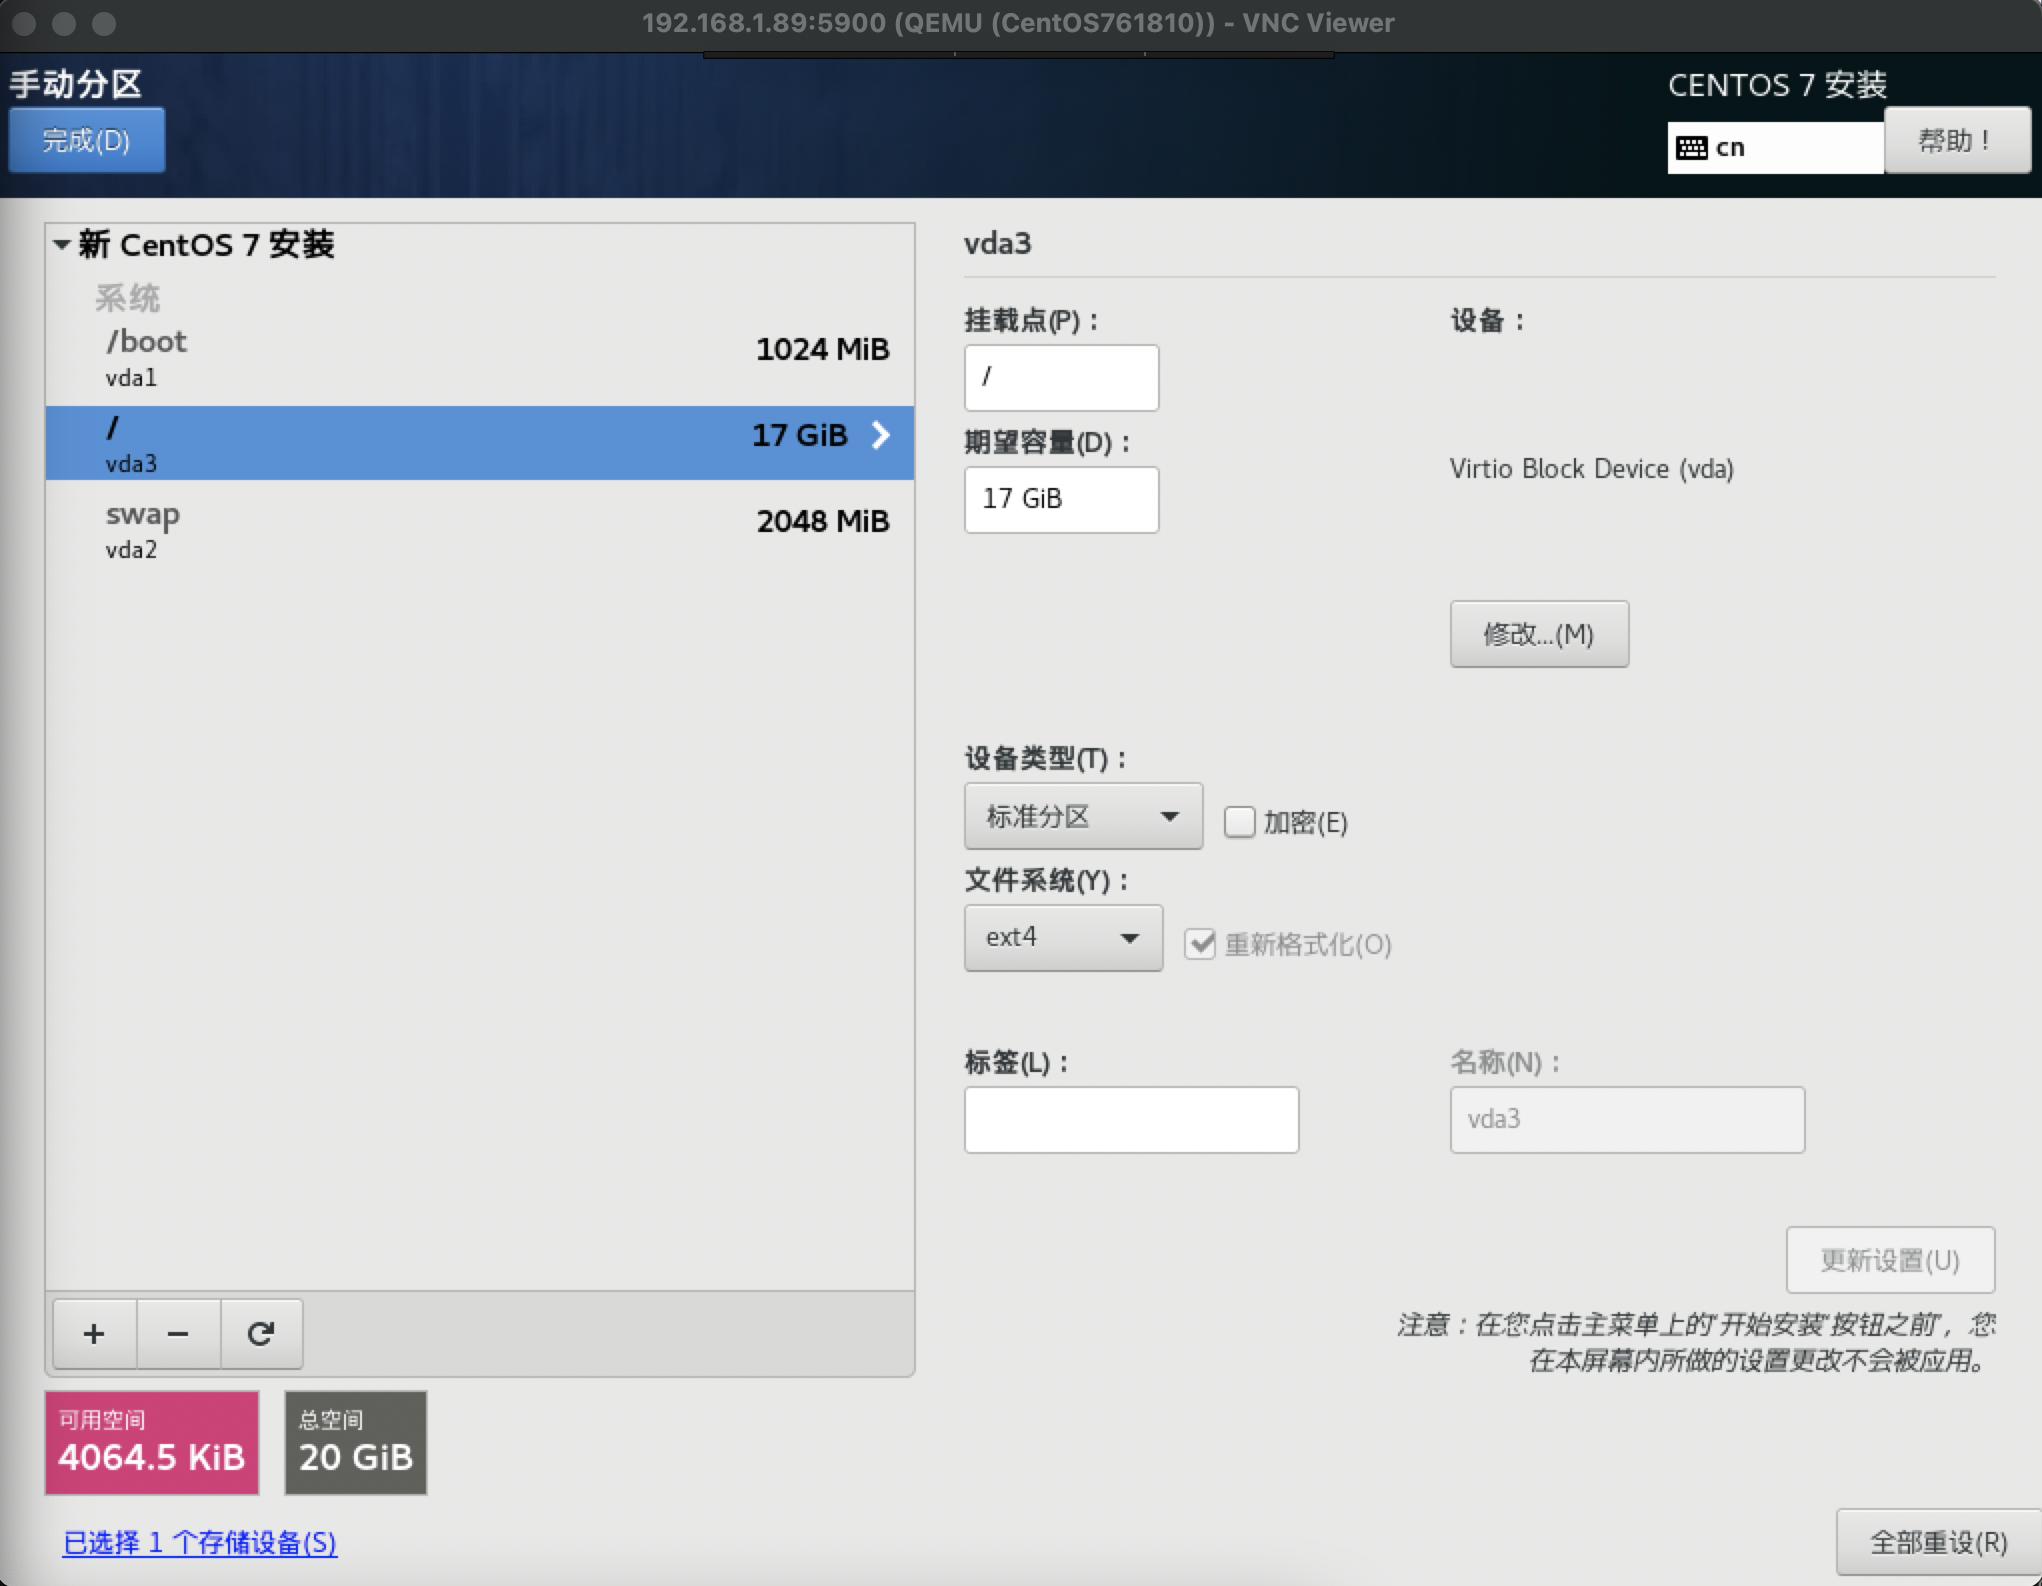 192.168.1.89:5900 (QEMU (CentOS761810)) - VNC Viewer
手动分区
CENTOS 7 安装
完成(D)
cn
帮助！
新 CentOS 7 安装
系统
/boot
1024 MiB
vda1
/
17 GiB
vda3
swap
2048 MiB
vda2
vda3
挂载点(P)：
设备：
/
期望容量(D)：
17 GiB
Virtio Block Device (vda)
修改...(M)
设备类型(T)：
标准分区
加密(E)
文件系统(Y)：
ext4
重新格式化(O)
标签(L)：
名称(N)：
vda3
更新设置(U)
注意：在您点击主菜单上的'开始安装'按钮之前，您
在本屏幕内所做的设置更改不会被应用。
+
−
可用空间
4064.5 KiB
总空间
20 GiB
已选择 1 个存储设备(S)
全部重设(R)